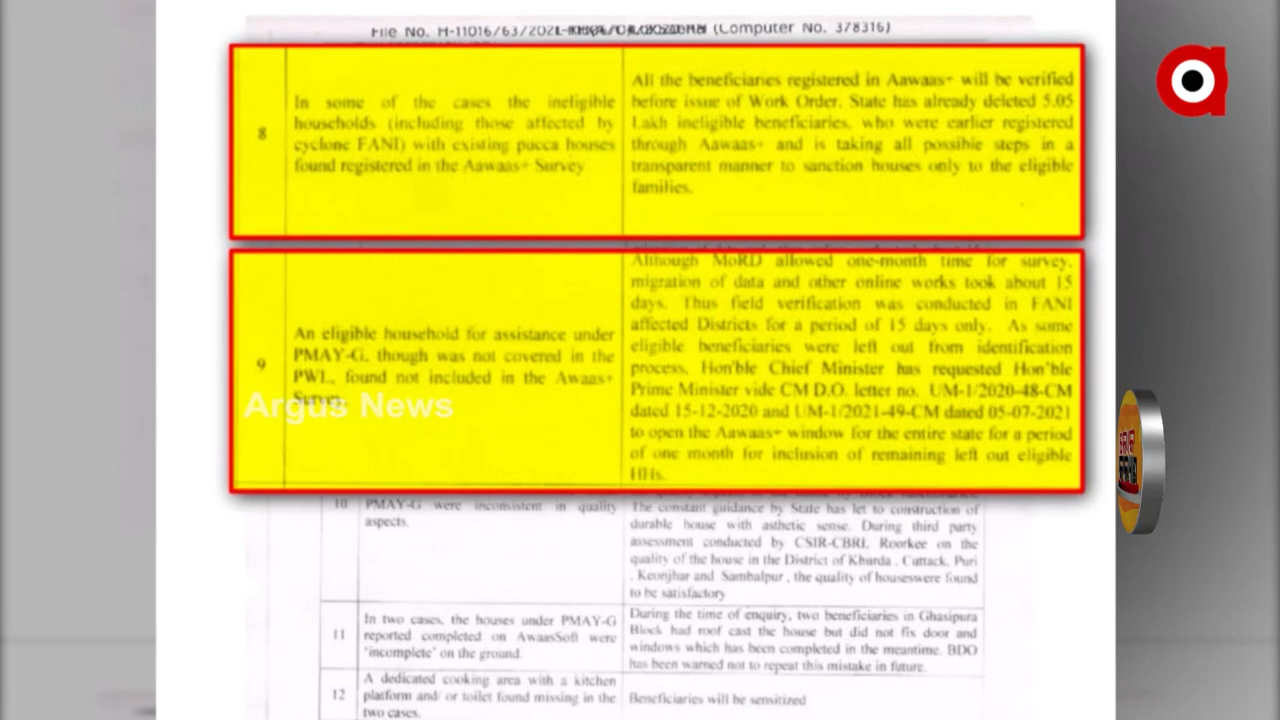 File No. H-11016/63/2021- (Computer No. 378316)
8
In some of the cases the ineligible
households (including those affected by
cyclone FANI) with existing pucca houses
found registered in the Aawaas+ Survey
All the beneficiaries registered in Aawaas+ will be verified
before issue of Work Order. State has already deleted 5.05
Lakh ineligible beneficiaries, who were earlier registered
through Aawaas+ and is taking all possible steps in a
transparent manner to sanction houses only to the eligible
families.
9
An eligible household for assistance under
PMAY-G, though was not covered in the
PWL, found not included in the Awaas+
Survey
Although MoRD allowed one-month time for survey,
migration of data and other online works took about 15
days. Thus field verification was conducted in FANI
affected Districts for a period of 15 days only. As some
eligible beneficiaries were left out from identification
process, Hon'ble Chief Minister has requested Hon'ble
Prime Minister vide CM D.O. letter no. UM-1/2020-48-CM
dated 15-12-2020 and UM-1/2021-49-CM dated 05-07-2021
to open the Aawaas+ window for the entire state for a period
of one month for inclusion of remaining left out eligible
HHs.
Argus News
10
PMAY-G were inconsistent in quality
aspects.
The constant guidance by State has let to construction of
durable house with asthetic sense. During third party
assessment conducted by CSIR-CBRI, Roorkee on the
quality of the house in the District of Khurda , Cuttack, Puri
, Keonjhar and Sambalpur , the quality of houseswere found
to be satisfactory
11
In two cases, the houses under PMAY-G
reported completed on AwaasSoft were
'incomplete' on the ground.
During the time of enquiry, two beneficiaries in Ghasipura
Block had roof cast the house but did not fix door and
windows which has been completed in the meantime. BDO
has been warned not to repeat this mistake in future.
12
A dedicated cooking area with a kitchen
platform and/ or toilet found missing in the
two cases.
Beneficiaries will be sensitized